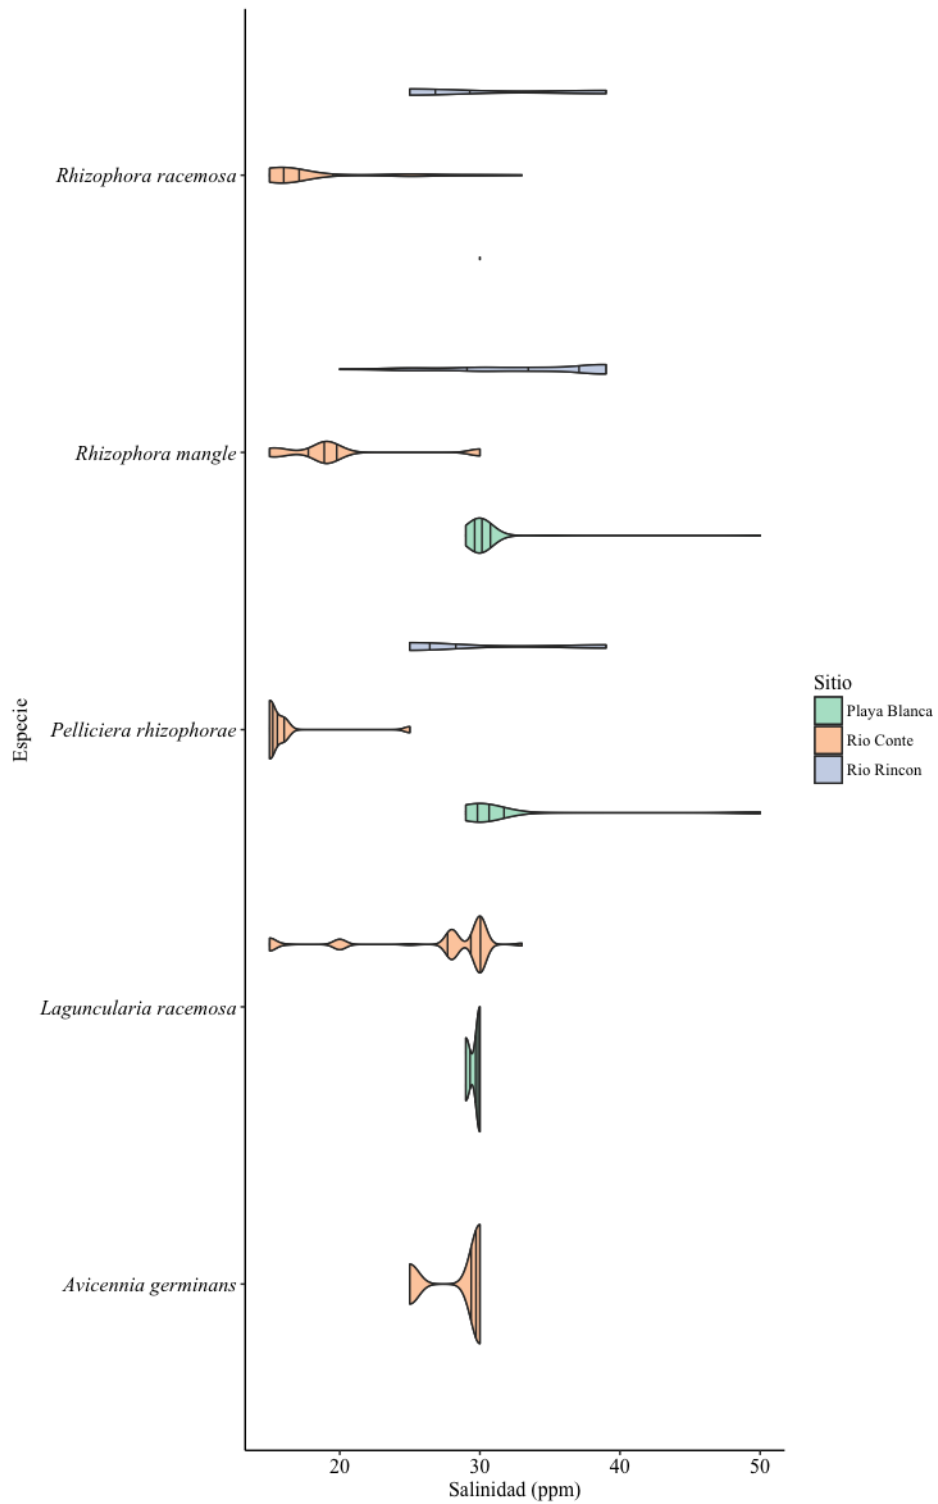 Rhizophora racemosa
Rhizophora mangle
Pelliciera rhizophorae
Laguncularia racemosa
Avicennia germinans
Especie
20 30 40 50
Salinidad (ppm)
Sitio
Playa Blanca
Rio Conte
Rio Rincon